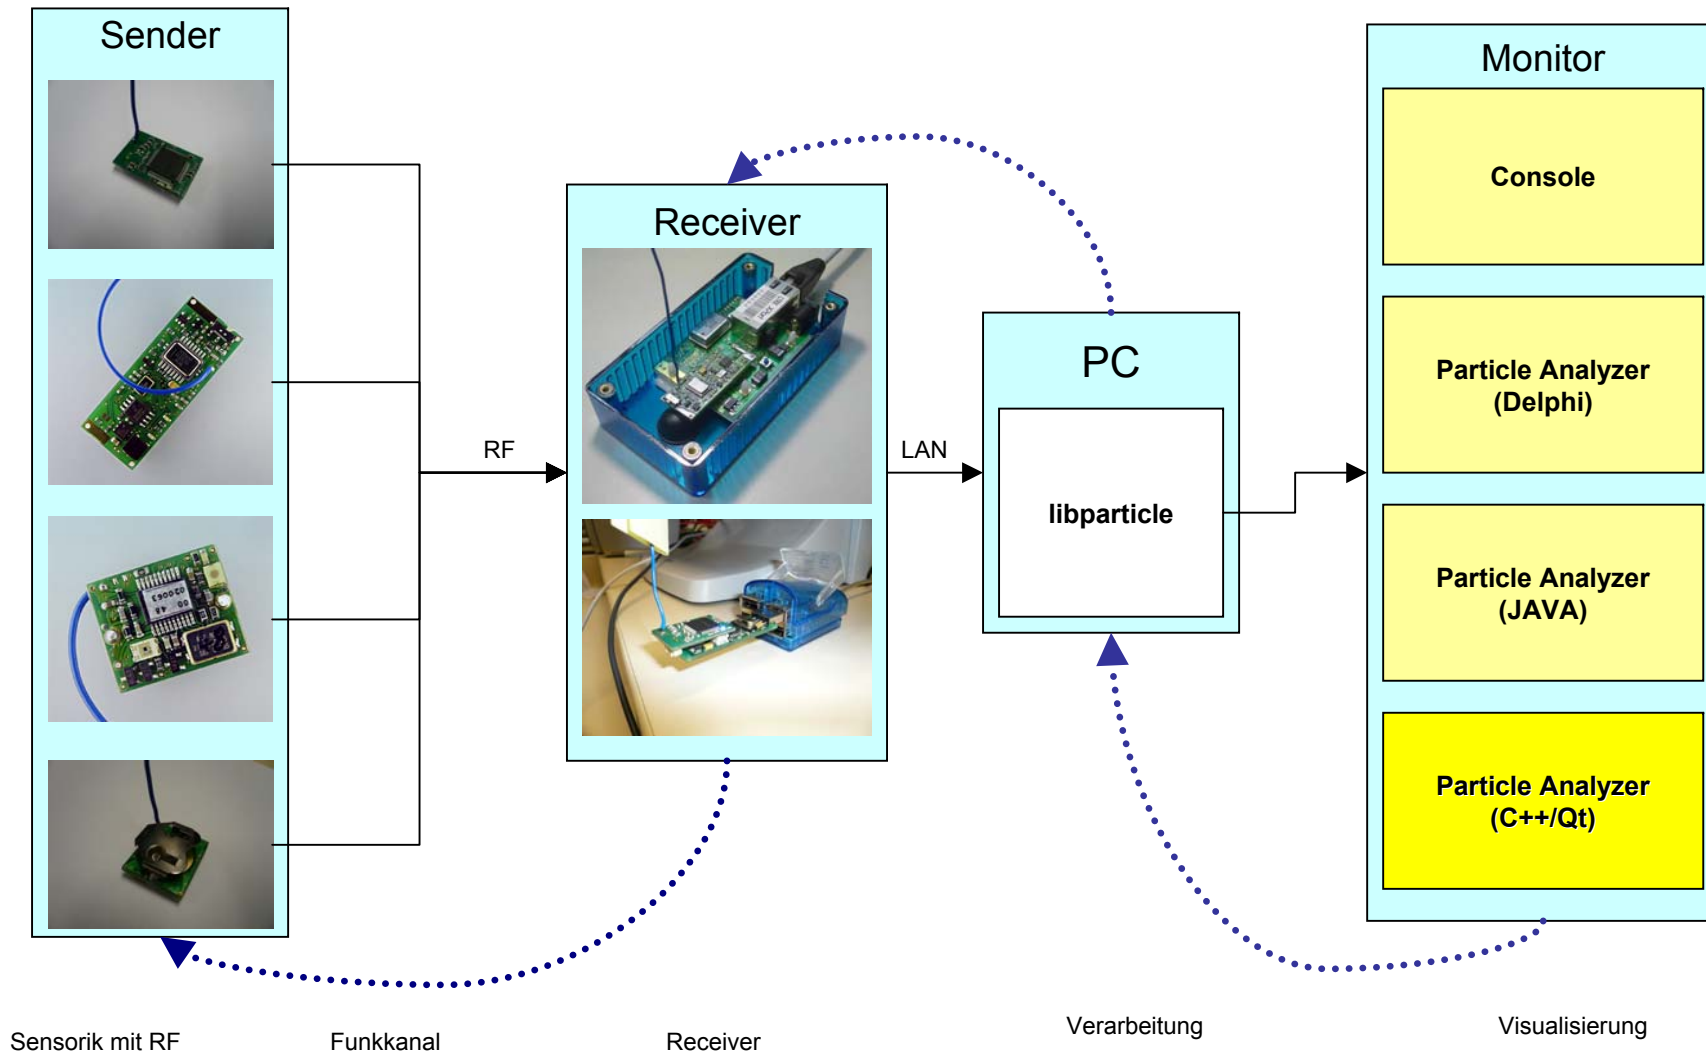 Sender
Monitor
Console
Receiver
PC
Particle Analyzer
(Delphi)
RF
LAN
libparticle
Particle Analyzer
(JAVA)
Particle Analyzer
(C++/Qt)
Sensorik mit RF
Funkkanal
Receiver
Verarbeitung
Visualisierung